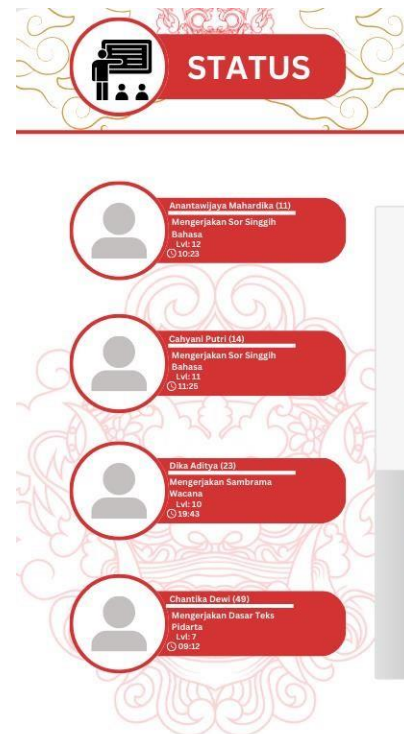 STATUS
Anantawijaya Mahardika (11)
Mengerjakan Sor Singgih
Bahasa
Lvl: 12
10:23
Cahyani Putri (14)
Mengerjakan Sor Singgih
Bahasa
Lvl: 11
11:25
Dika Aditya (23)
Mengerjakan Sambrama
Wacana
Lvl: 10
19:43
Chantika Dewi (49)
Mengerjakan Dasar Teks
Pidarta
Lvl: 7
09:12